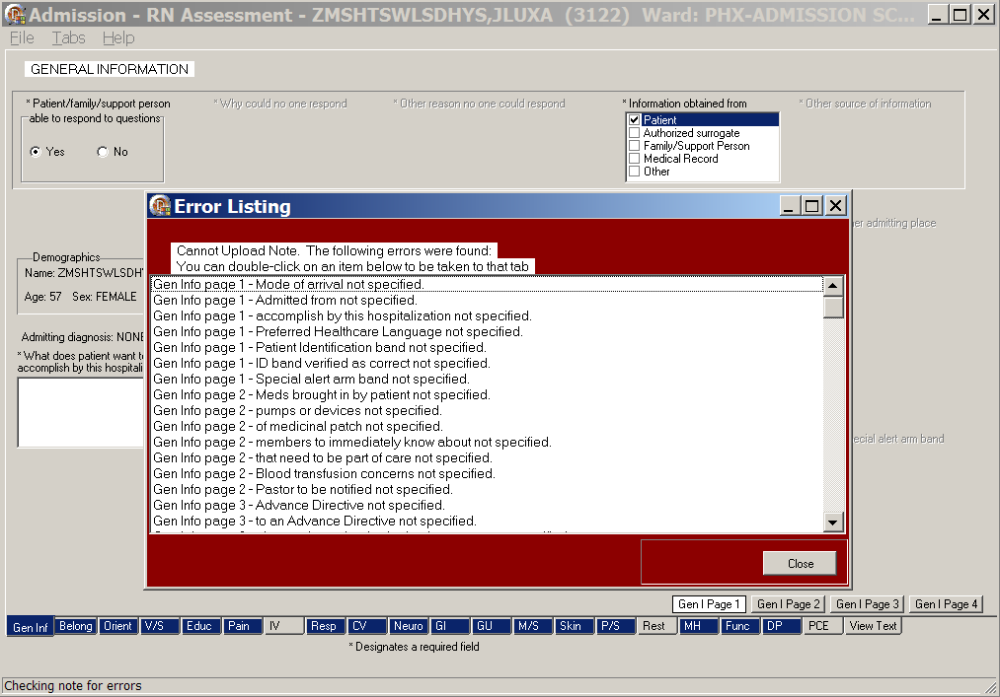 Admission - RN Assessment - ZMSHTSWLSDHYS,JLUXA (3122) Ward: PHX-ADMISSION SC...
File Tabs Help
GENERAL INFORMATION
* Patient/family/support person
able to respond to questions
Yes No
* Why could no one respond
* Other reason no one could respond
* Information obtained from
Patient
Authorized surrogate
Family/Support Person
Medical Record
Other
* Other source of information
er admitting place
Demographics
Name: ZMSHTSWLSDH
Age: 57 Sex: FEMALE
Admitting diagnosis: NONE
* What does patient want to
accomplish by this hospitali
ecial alert arm band
Error Listing
Cannot Upload Note. The following errors were found:
You can double-click on an item below to be taken to that tab
Gen Info page 1 - Mode of arrival not specified.
Gen Info page 1 - Admitted from not specified.
Gen Info page 1 - accomplish by this hospitalization not specified.
Gen Info page 1 - Preferred Healthcare Language not specified.
Gen Info page 1 - Patient Identification band not specified.
Gen Info page 1 - ID band verified as correct not specified.
Gen Info page 1 - Special alert arm band not specified.
Gen Info page 2 - Meds brought in by patient not specified.
Gen Info page 2 - pumps or devices not specified.
Gen Info page 2 - of medicinal patch not specified.
Gen Info page 2 - members to immediately know about not specified.
Gen Info page 2 - that need to be part of care not specified.
Gen Info page 2 - Blood transfusion concerns not specified.
Gen Info page 2 - Pastor to be notified not specified.
Gen Info page 3 - Advance Directive not specified.
Gen Info page 3 - to an Advance Directive not specified.
Close
Gen I Page 1 Gen I Page 2 Gen I Page 3 Gen I Page 4
Gen Inf Belong Orient V/S Educ Pain IV Resp CV Neuro GI GU M/S Skin P/S Rest MH Func DP PCE View Text
* Designates a required field
Checking note for errors